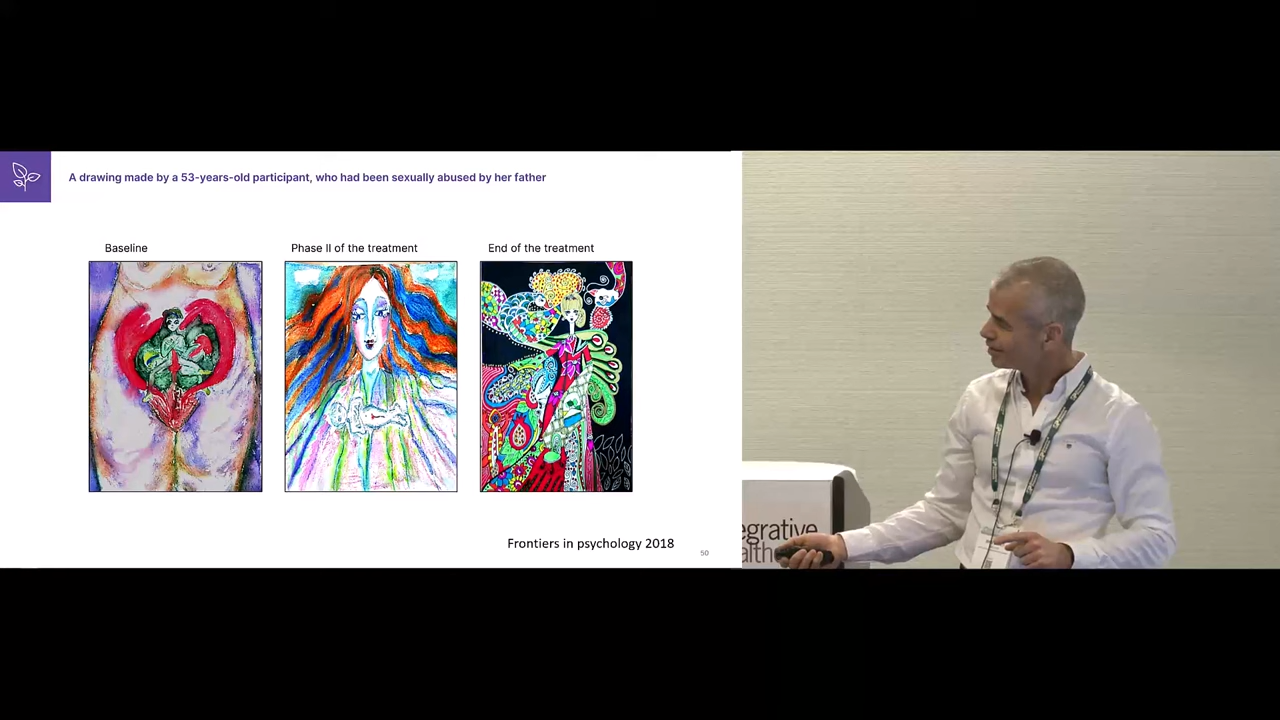 A drawing made by a 53-years-old participant, who had been sexually abused by her father
Baseline
Phase II of the treatment
End of the treatment
Frontiers in psychology 2018
50
egrative